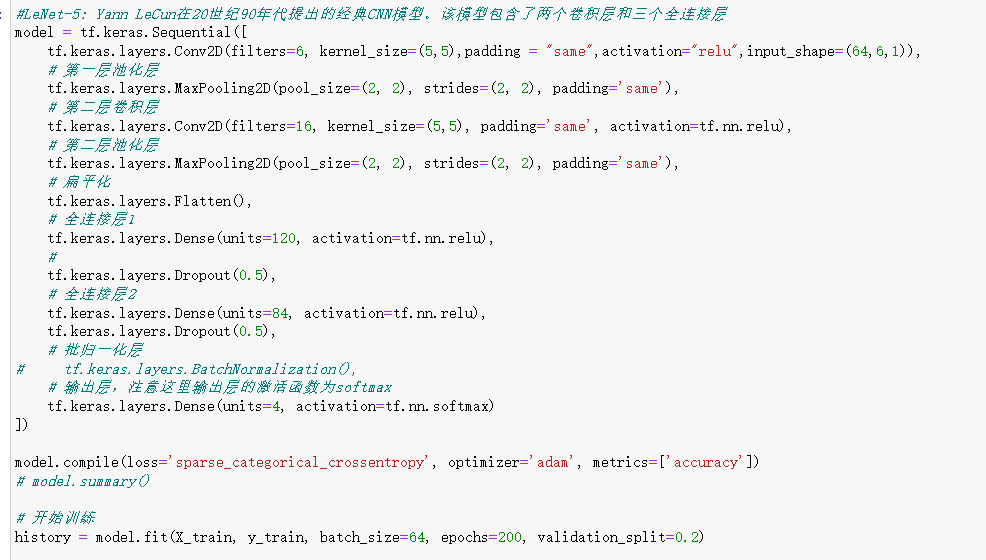 #LeNet-5: Yann LeCun在20世纪90年代提出的经典CNN模型。该模型包含了两个卷积层和三个全连接层
model = tf.keras.Sequential([
    tf.keras.layers.Conv2D(filters=6, kernel_size=(5,5),padding = "same",activation="relu",input_shape=(64,6,1)),
    # 第一层池化层
    tf.keras.layers.MaxPooling2D(pool_size=(2, 2), strides=(2, 2), padding='same'),
    # 第二层卷积层
    tf.keras.layers.Conv2D(filters=16, kernel_size=(5,5), padding='same', activation=tf.nn.relu),
    # 第二层池化层
    tf.keras.layers.MaxPooling2D(pool_size=(2, 2), strides=(2, 2), padding='same'),
    # 扁平化
    tf.keras.layers.Flatten(),
    # 全连接层1
    tf.keras.layers.Dense(units=120, activation=tf.nn.relu),
    #
    tf.keras.layers.Dropout(0.5),
    # 全连接层2
    tf.keras.layers.Dense(units=84, activation=tf.nn.relu),
    tf.keras.layers.Dropout(0.5),
    # 批归一化层
#     tf.keras.layers.BatchNormalization(),
    # 输出层，注意这里输出层的激活函数为softmax
    tf.keras.layers.Dense(units=4, activation=tf.nn.softmax)
])

model.compile(loss='sparse_categorical_crossentropy', optimizer='adam', metrics=['accuracy'])
# model.summary()

# 开始训练
history = model.fit(X_train, y_train, batch_size=64, epochs=200, validation_split=0.2)